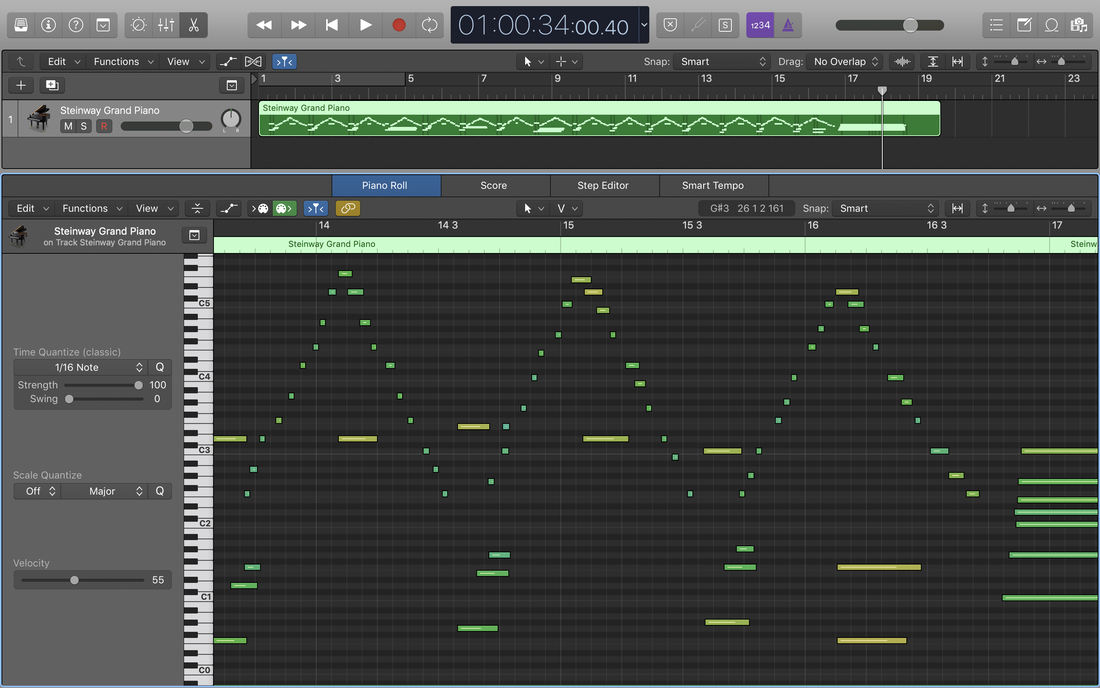 01:00:34:00.40
1234
Edit Functions View Snap: Smart Drag: No Overlap
1 3 5 7 9 11 13 15 17 19 21 23
1 Steinway Grand Piano
M S R
Steinway Grand Piano
Piano Roll Score Step Editor Smart Tempo
Edit Functions View G#3 26 1 2 161 Snap: Smart
14 14 3 15 15 3 16 16 3 17
Steinway Grand Piano
on Track Steinway Grand Piano
Steinway Grand Piano Steinw
Time Quantize (classic)
1/16 Note Q
Strength 100
Swing 0
Scale Quantize
Off Major Q
Velocity
55
C5
C4
C3
C2
C1
C0